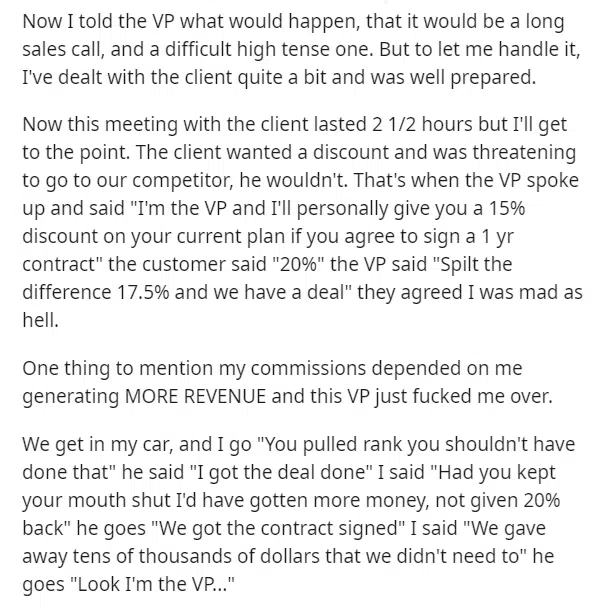 Now I told the VP what would happen, that it would be a long
sales call, and a difficult high tense one. But to let me handle it,
I've dealt with the client quite a bit and was well prepared.
Now this meeting with the client lasted 2 1/2 hours but I'll get
to the point. The client wanted a discount and was threatening
to go to our competitor, he wouldn't. That's when the VP spoke
up and said "I'm the VP and I'll personally give you a 15%
discount on your current plan if you agree to sign a 1 yr
contract" the customer said "20%" the VP said "Spilt the
difference 17.5% and we have a deal" they agreed I was mad as
hell.
One thing to mention my commissions depended on me
generating MORE REVENUE and this VP just fucked me over.
We get in my car, and I go "You pulled rank you shouldn't have
done that" he said "I got the deal done" I said "Had you kept
your mouth shut I'd have gotten more money, not given 20%
back" he goes "We got the contract signed" I said "We gave
away tens of thousands of dollars that we didn't need to" he
goes "Look I'm the VP..."